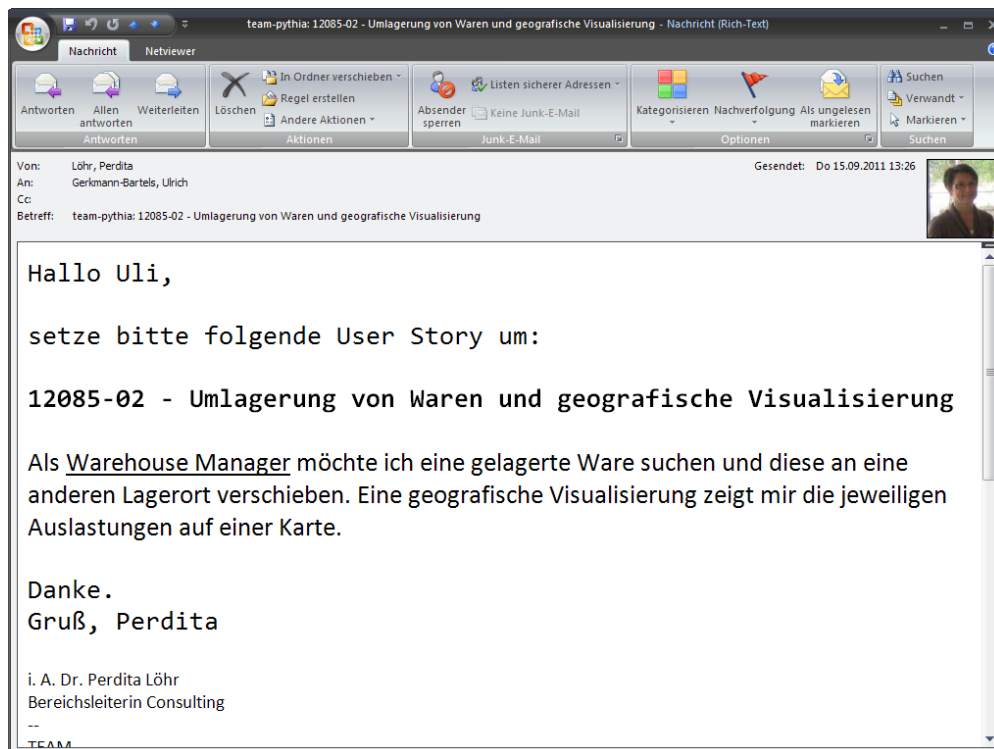 team-pythia: 12085-02 - Umlagerung von Waren und geografische Visualisierung - Nachricht (Rich-Text)
Nachricht Netviewer
Antworten Allen antworten Weiterleiten
Antworten
Löschen In Ordner verschieben
Regel erstellen
Andere Aktionen
Aktionen
Absender sperren Listen sicherer Adressen
Keine Junk-E-Mail
Junk-E-Mail
Kategorisieren Nachverfolgung Als ungelesen markieren
Optionen
Suchen
Verwandt
Markieren
Suchen
Von: Löhr, Perdita Gesendet: Do 15.09.2011 13:26
An: Gerkmann-Bartels, Ulrich
Cc:
Betreff: team-pythia: 12085-02 - Umlagerung von Waren und geografische Visualisierung
Hallo Uli,
setze bitte folgende User Story um:
12085-02 - Umlagerung von Waren und geografische Visualisierung
Als Warehouse Manager möchte ich eine gelagerte Ware suchen und diese an eine
anderen Lagerort verschieben. Eine geografische Visualisierung zeigt mir die jeweiligen
Auslastungen auf einer Karte.
Danke.
Gruß, Perdita
i. A. Dr. Perdita Löhr
Bereichsleiterin Consulting
--
TEAM